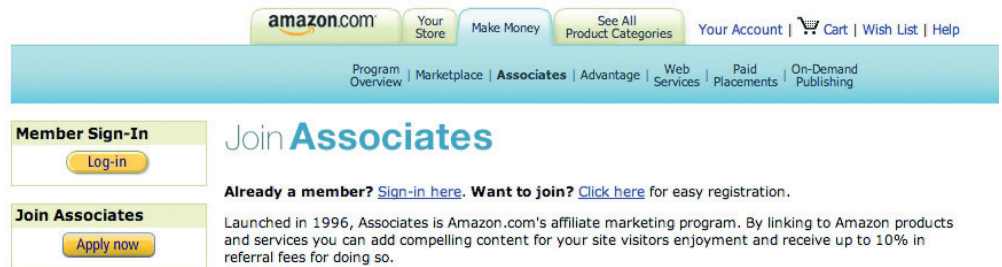 amazon.com
Your Store
Make Money
See All Product Categories
Your Account | Cart | Wish List | Help
Program Overview | Marketplace | Associates | Advantage | Web Services | Paid Placements | On-Demand Publishing
Member Sign-In
Log-in
Join Associates
Apply now
Join Associates
Already a member? Sign-in here. Want to join? Click here for easy registration.
Launched in 1996, Associates is Amazon.com's affiliate marketing program. By linking to Amazon products
and services you can add compelling content for your site visitors enjoyment and receive up to 10% in
referral fees for doing so.